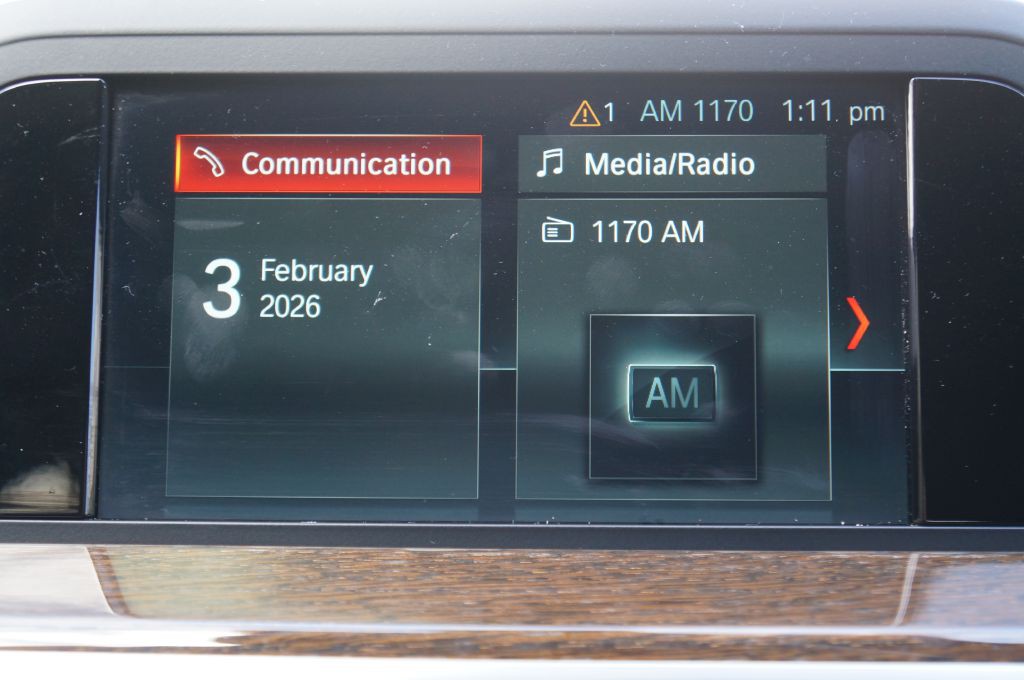 1 AM 1170 1:11 pm
Communication
Media/Radio
3 February
2026
1170 AM
AM